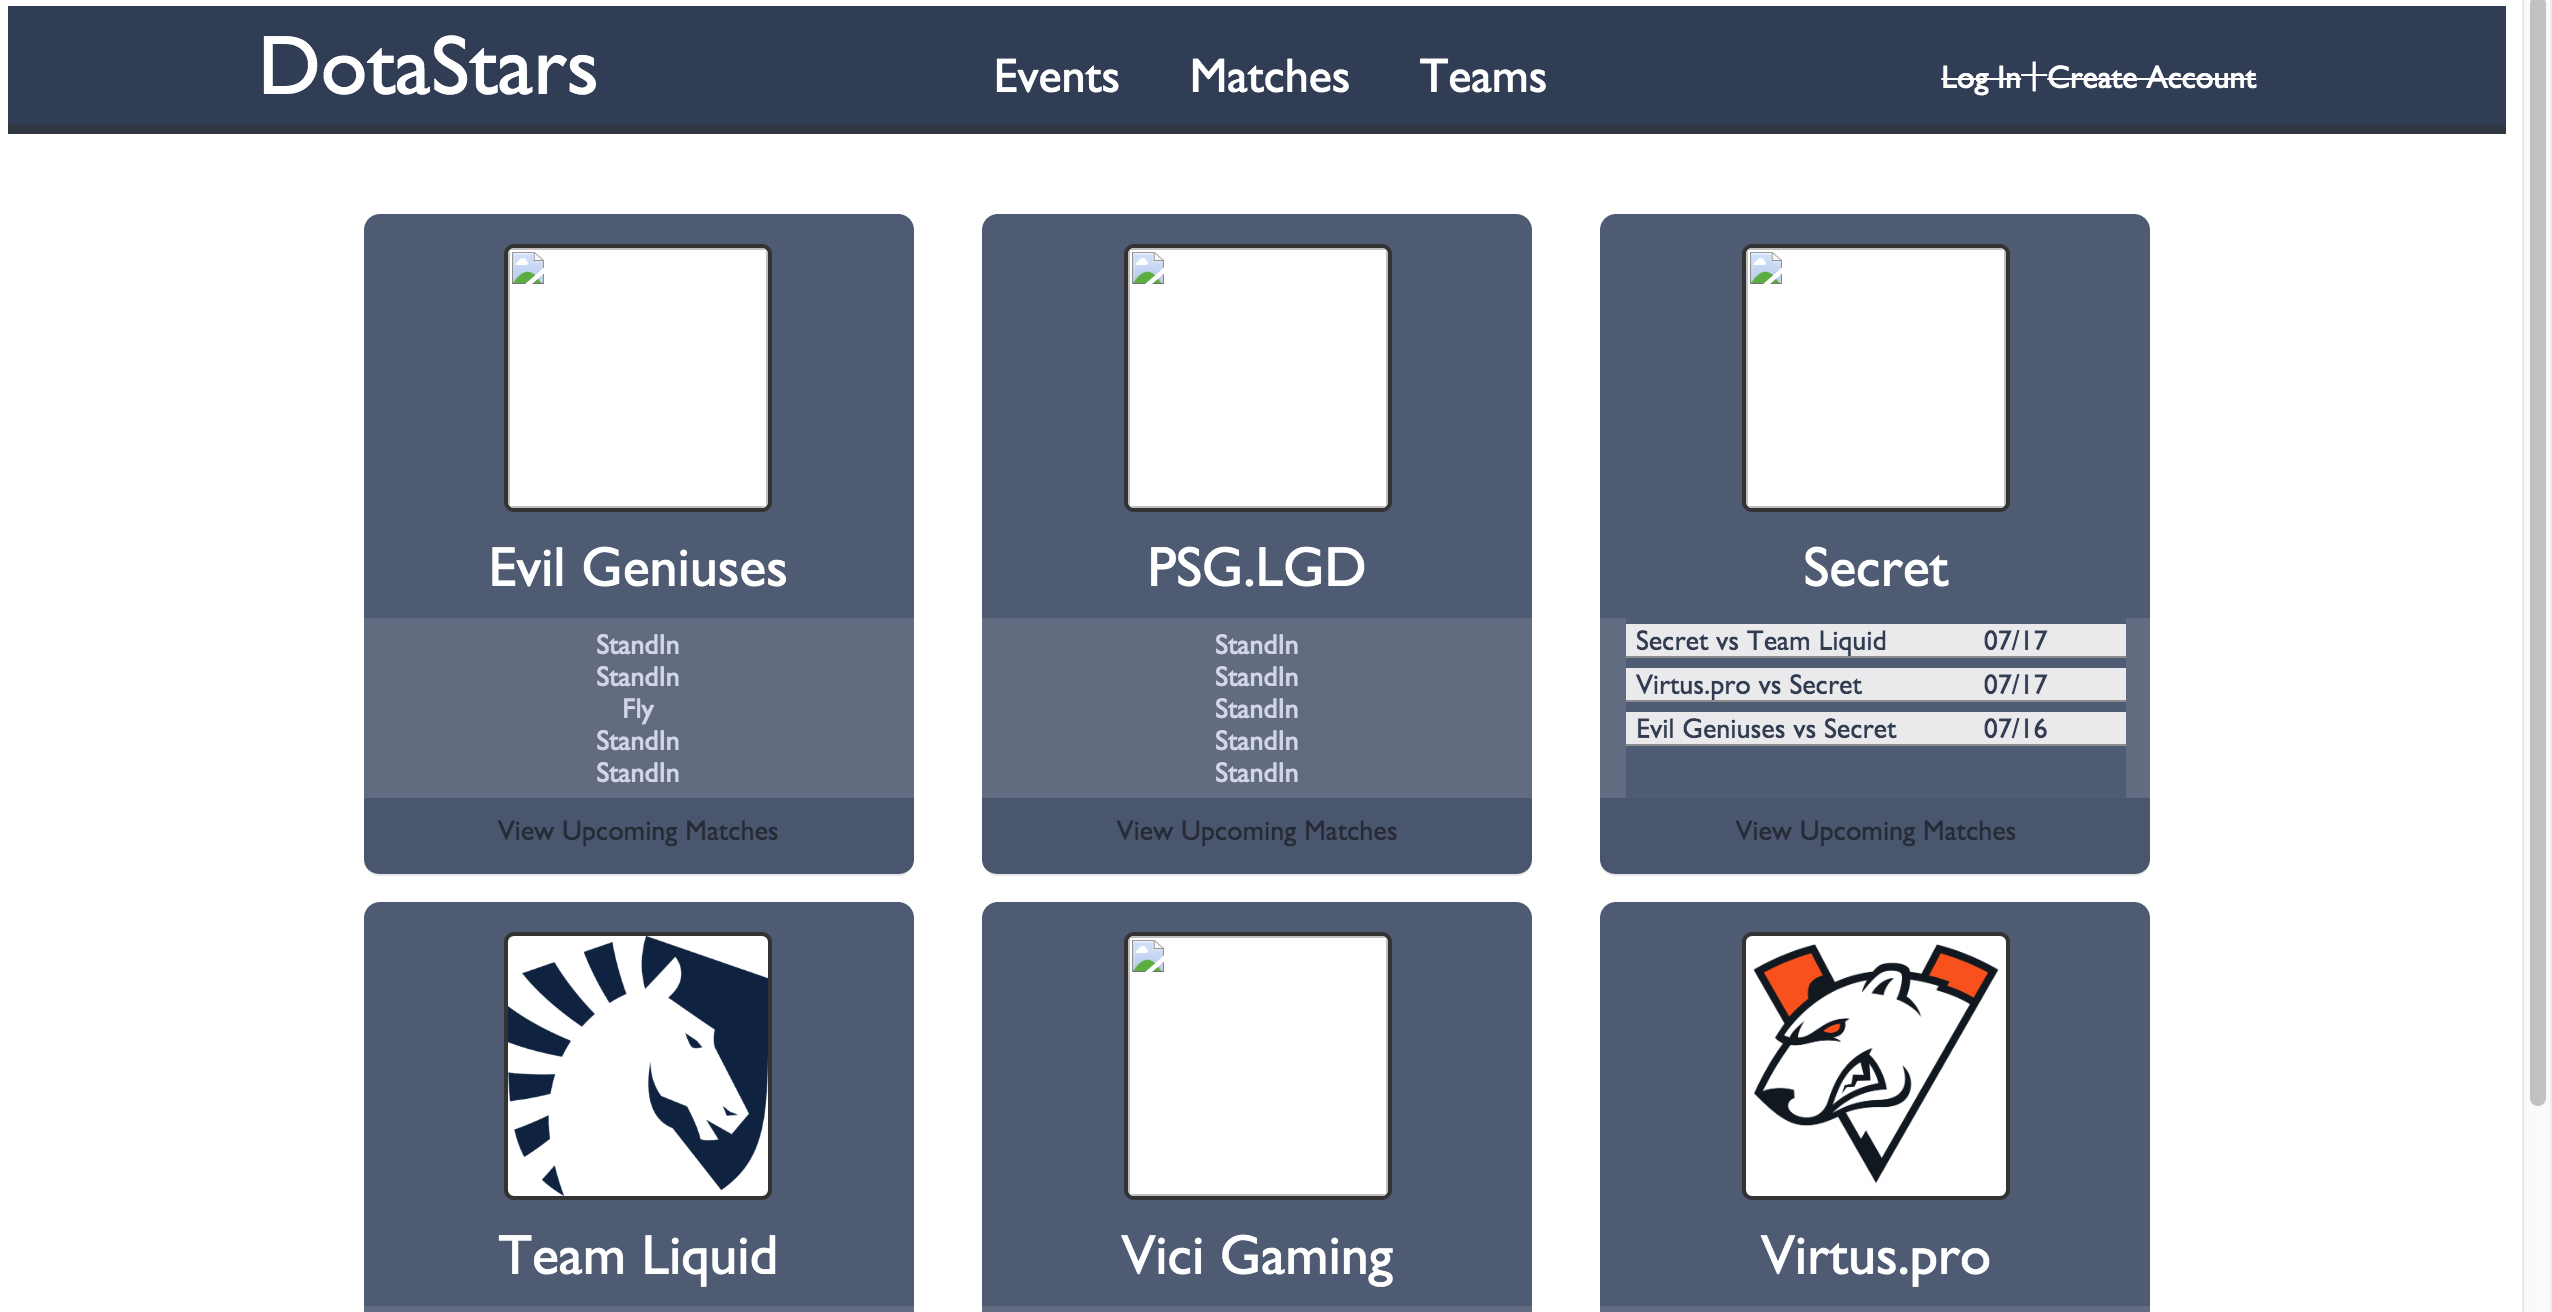 DotaStars
Events Matches Teams
Log In | Create Account
Evil Geniuses
StandIn
StandIn
Fly
StandIn
StandIn
View Upcoming Matches
PSG.LGD
StandIn
StandIn
StandIn
StandIn
StandIn
View Upcoming Matches
Secret
Secret vs Team Liquid 07/17
Virtus.pro vs Secret 07/17
Evil Geniuses vs Secret 07/16
View Upcoming Matches
Team Liquid
Vici Gaming
Virtus.pro